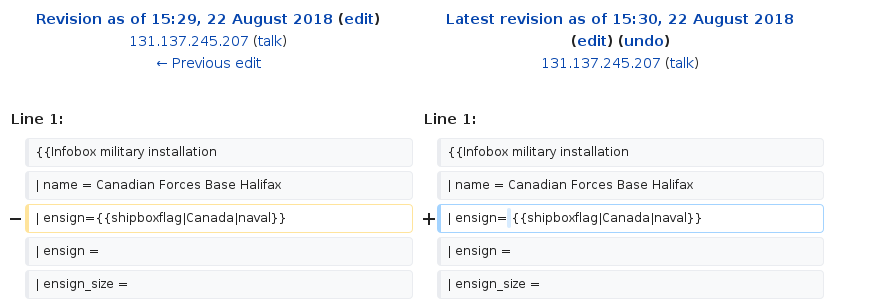 Revision as of 15:29, 22 August 2018 (edit)
131.137.245.207 (talk)
← Previous edit
Latest revision as of 15:30, 22 August 2018
(edit) (undo)
131.137.245.207 (talk)
Line 1:
Line 1:
{{Infobox military installation
{{Infobox military installation
| name = Canadian Forces Base Halifax
| name = Canadian Forces Base Halifax
− | ensign={{shipboxflag|Canada|naval}}
+ | ensign= {{shipboxflag|Canada|naval}}
| ensign =
| ensign =
| ensign_size =
| ensign_size =